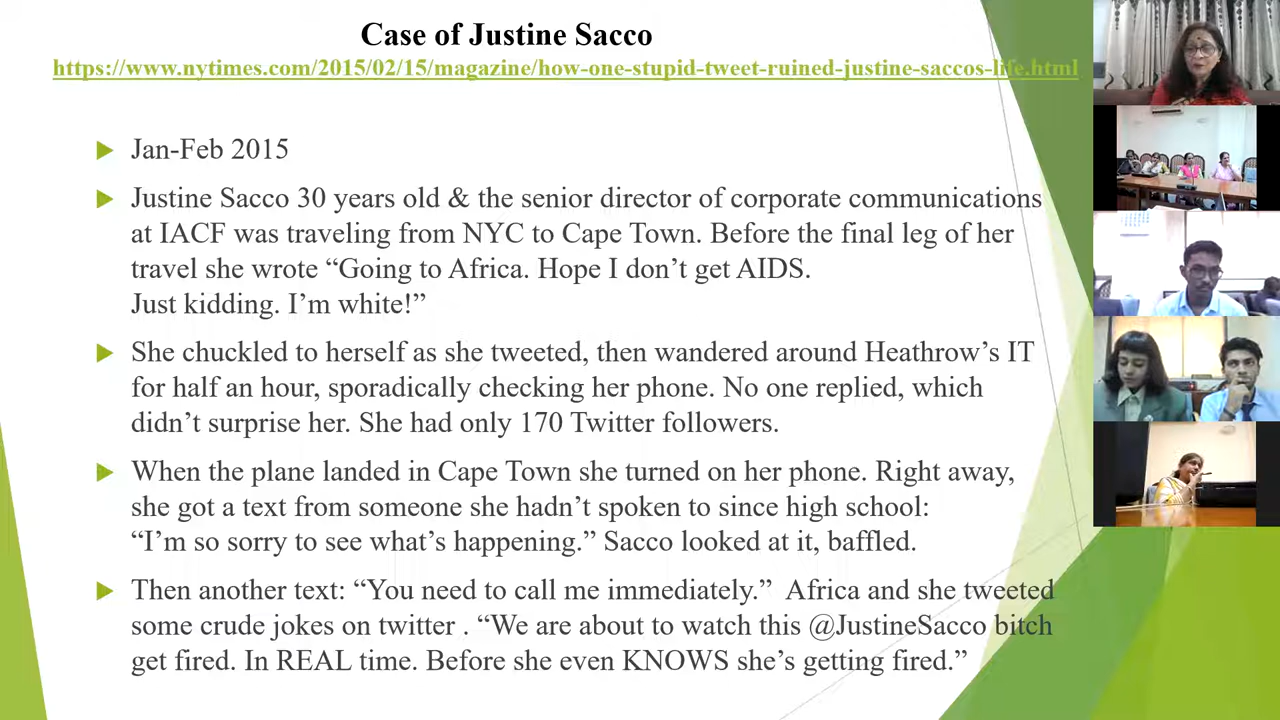 Case of Justine Sacco
https://www.nytimes.com/2015/02/15/magazine/how-one-stupid-tweet-ruined-justine-saccos-life.html
Jan-Feb 2015
Justine Sacco 30 years old & the senior director of corporate communications
at IACF was traveling from NYC to Cape Town. Before the final leg of her
travel she wrote “Going to Africa. Hope I don’t get AIDS.
Just kidding. I’m white!”
She chuckled to herself as she tweeted, then wandered around Heathrow’s IT
for half an hour, sporadically checking her phone. No one replied, which
didn’t surprise her. She had only 170 Twitter followers.
When the plane landed in Cape Town she turned on her phone. Right away,
she got a text from someone she hadn’t spoken to since high school:
“I’m so sorry to see what’s happening.” Sacco looked at it, baffled.
Then another text: “You need to call me immediately.” Africa and she tweeted
some crude jokes on twitter . “We are about to watch this @JustineSacco bitch
get fired. In REAL time. Before she even KNOWS she’s getting fired.”